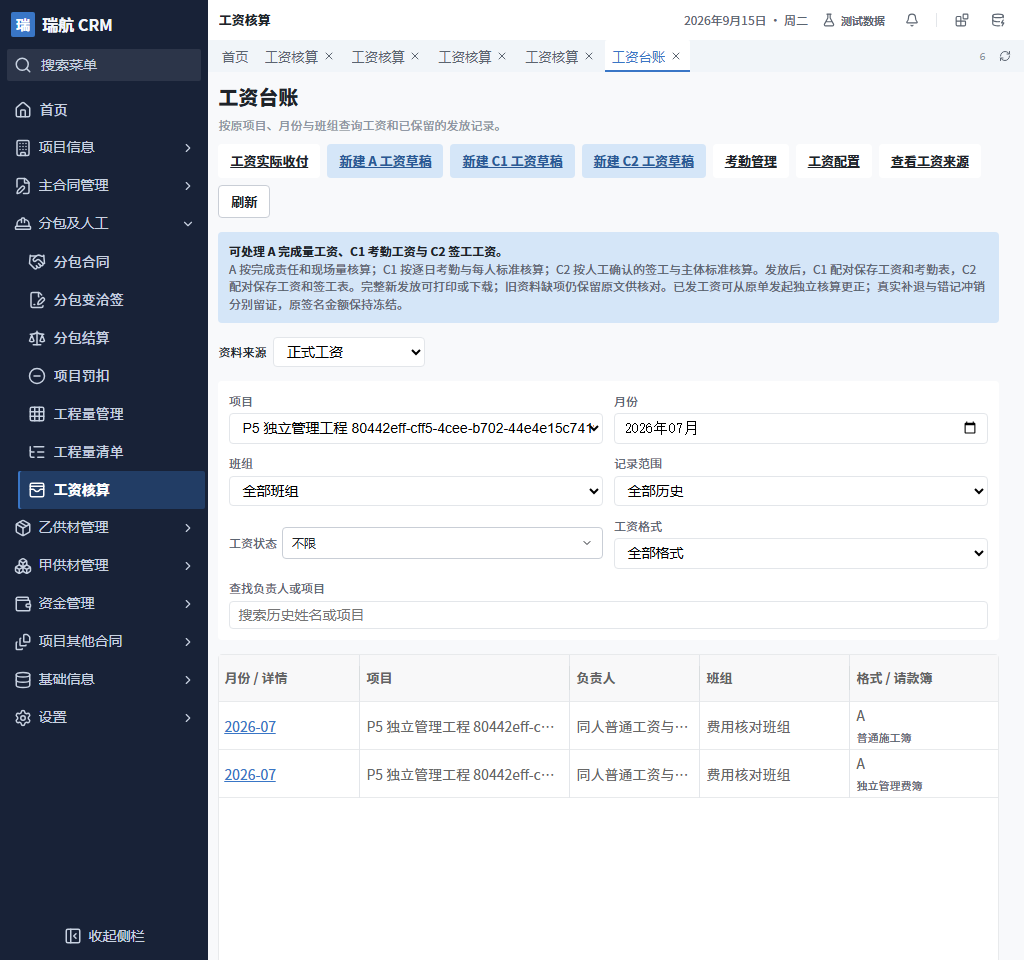 瑞 瑞航 CRM
搜索菜单
首页
项目信息
主合同管理
分包及人工
分包合同
分包变洽签
分包结算
项目罚扣
工程量管理
工程量清单
工资核算
乙供材管理
甲供材管理
资金管理
项目其他合同
基础信息
设置
收起侧栏
工资核算 2026年9月15日 · 周二 测试数据
首页 工资核算 × 工资核算 × 工资核算 × 工资核算 × 工资台账 × 6
工资台账
按原项目、月份与班组查询工资和已保留的发放记录。
工资实际收付 新建 A 工资草稿 新建 C1 工资草稿 新建 C2 工资草稿 考勤管理 工资配置 查看工资来源
刷新
可处理 A 完成量工资、C1 考勤工资与 C2 签工工资。
A 按完成责任和现场量核算；C1 按逐日考勤与每人标准核算；C2 按人工确认的签工与主体标准核算。发放后，C1 配对保存工资和考勤表，C2
配对保存工资和签工表。完整新发放可打印或下载；旧资料缺项仍保留原文供核对。已发工资可从原单发起独立核算更正；真实补退与错记冲销
分别留证，原签名金额保持冻结。
资料来源 正式工资
项目 月份
P5 独立管理工程 80442eff-cff5-4cee-b702-44e4e15c741 2026年07月
班组 记录范围
全部班组 全部历史
工资状态 不限 工资格式
全部格式
查找负责人或项目
搜索历史姓名或项目
月份 / 详情 项目 负责人 班组 格式 / 请款簿
2026-07 P5 独立管理工程 80442eff-c… 同人普通工资与… 费用核对班组 A
普通施工簿
2026-07 P5 独立管理工程 80442eff-c… 同人普通工资与… 费用核对班组 A
独立管理费簿